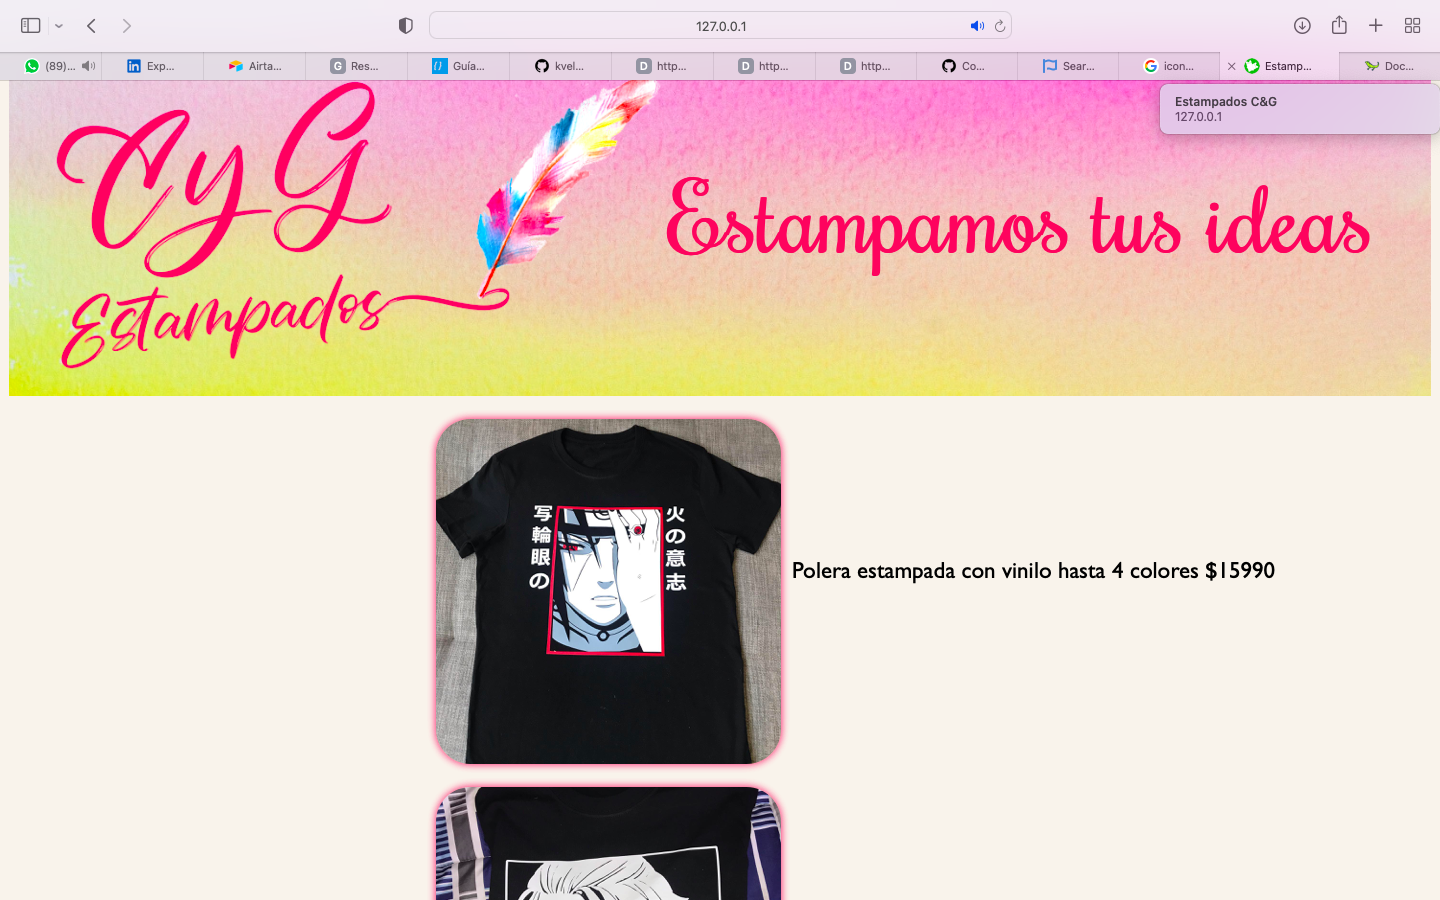 127.0.0.1
(89)...
Exp...
Airta...
G Res...
Guía...
kvel...
D http...
D http...
D http...
Co...
Sear...
icon...
Estamp...
Doc...
Estampados C&G
127.0.0.1
CyG
Estampados
Estampamos tus ideas
写輪眼の
火の意志
Polera estampada con vinilo hasta 4 colores $15990